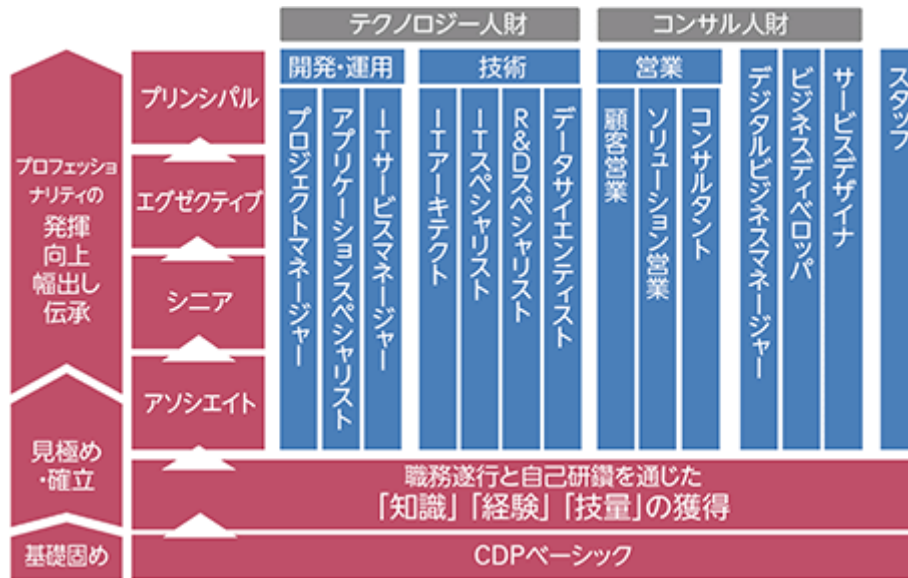 テクノロジー人財
コンサル人財
開発・運用
技術
営業
プリンシパル
エグゼクティブ
シニア
アソシエイト
プロフェッショ
ナリティの
発揮
向上
幅出し
伝承
見極め
・確立
基礎固め
プロジェクトマネージャー
アプリケーションスペシャリスト
ITサービスマネージャー
ITアーキテクト
ITスペシャリスト
R&Dスペシャリスト
データサイエンティスト
顧客営業
ソリューション営業
コンサルタント
デジタルビジネスマネージャー
ビジネスディベロッパ
サービスデザイナ
スタッフ
職務遂行と自己研鑽を通じた
「知識」「経験」「技量」の獲得
CDPベーシック